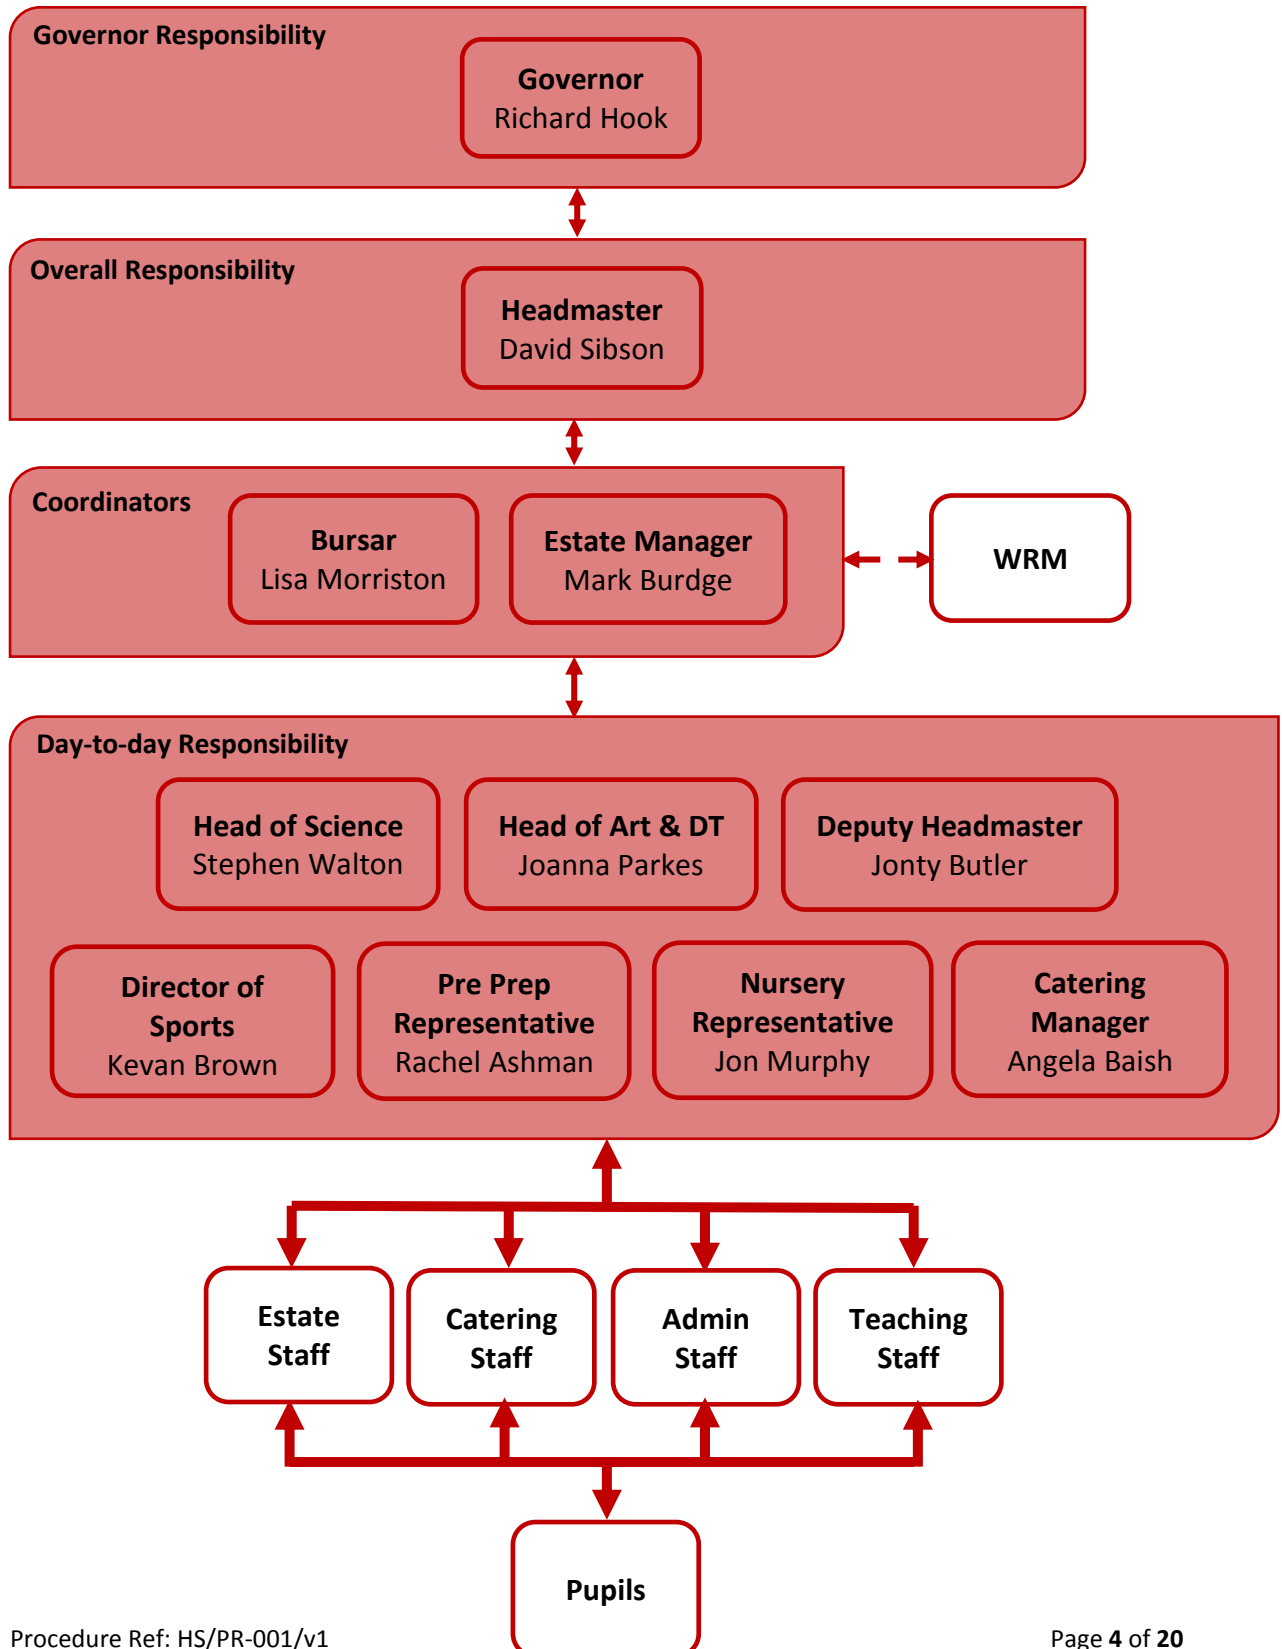 Governor Responsibility
Governor
Richard Hook
Overall Responsibility
Headmaster
David Sibson
Coordinators
Bursar
Lisa Morriston
Estate Manager
Mark Burdge
WRM
Day-to-day Responsibility
Head of Science
Stephen Walton
Head of Art & DT
Joanna Parkes
Deputy Headmaster
Jonty Butler
Director of
Sports
Kevan Brown
Pre Prep
Representative
Rachel Ashman
Nursery
Representative
Jon Murphy
Catering
Manager
Angela Baish
Estate
Staff
Catering
Staff
Admin
Staff
Teaching
Staff
Pupils
Procedure Ref: HS/PR-001/v1
Page 4 of 20